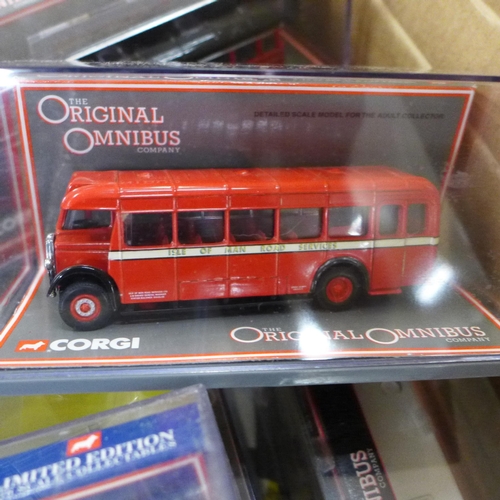 THE
ORIGINAL
OMNIBUS
COMPANY
DETAILED SCALE MODEL FOR THE ADULT COLLECTOR
ISLE OF MAN ROAD SERVICES
CORGI
THE ORIGINAL OMNIBUS
COMPANY
LIMITED EDITION